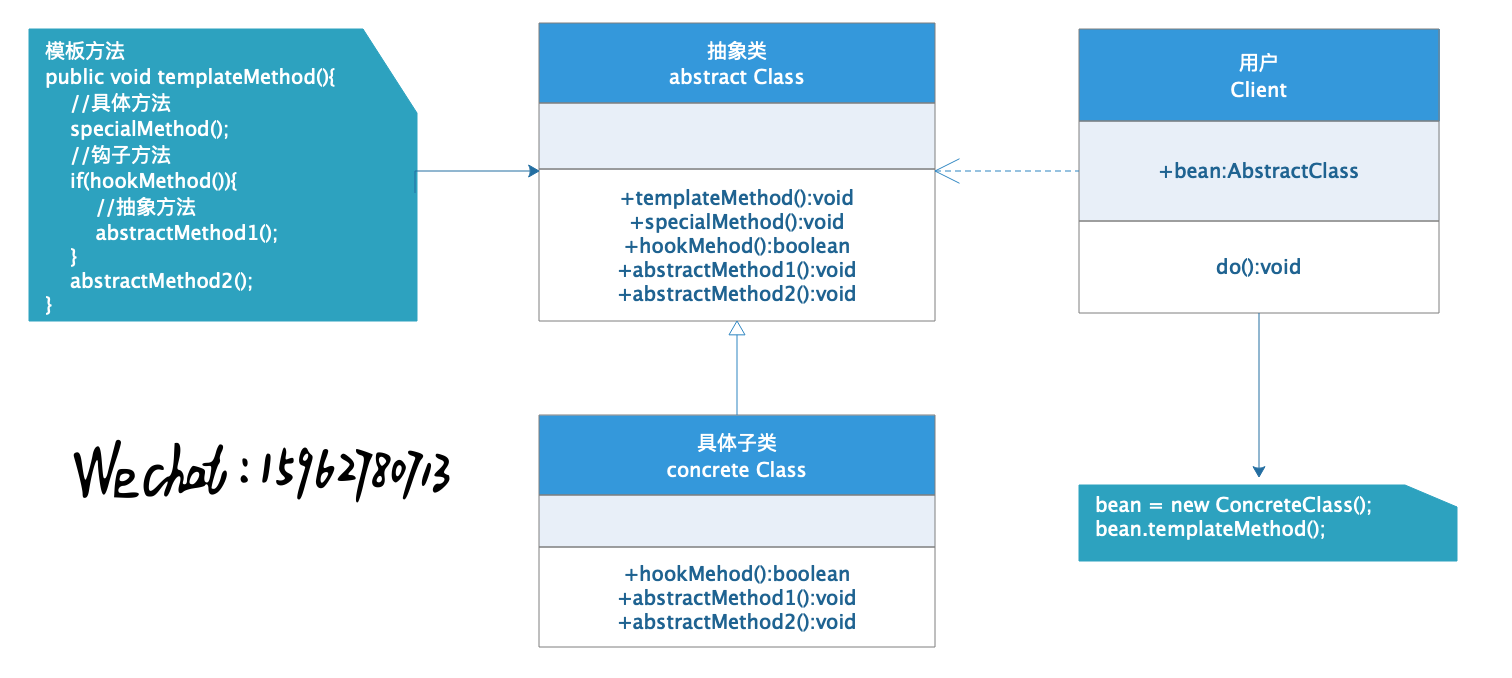 模板方法
public void templateMethod(){
//具体方法
specialMethod();
//钩子方法
if(hookMethod()){
//抽象方法
abstractMethod1();
}
abstractMethod2();
}
抽象类
abstract Class
+templateMethod():void
+specialMethod():void
+hookMehod():boolean
+abstractMethod1():void
+abstractMethod2():void
用户
Client
+bean:AbstractClass
do():void
Wechat:15962780713
具体子类
concrete Class
+hookMehod():boolean
+abstractMethod1():void
+abstractMethod2():void
bean = new ConcreteClass();
bean.templateMethod();